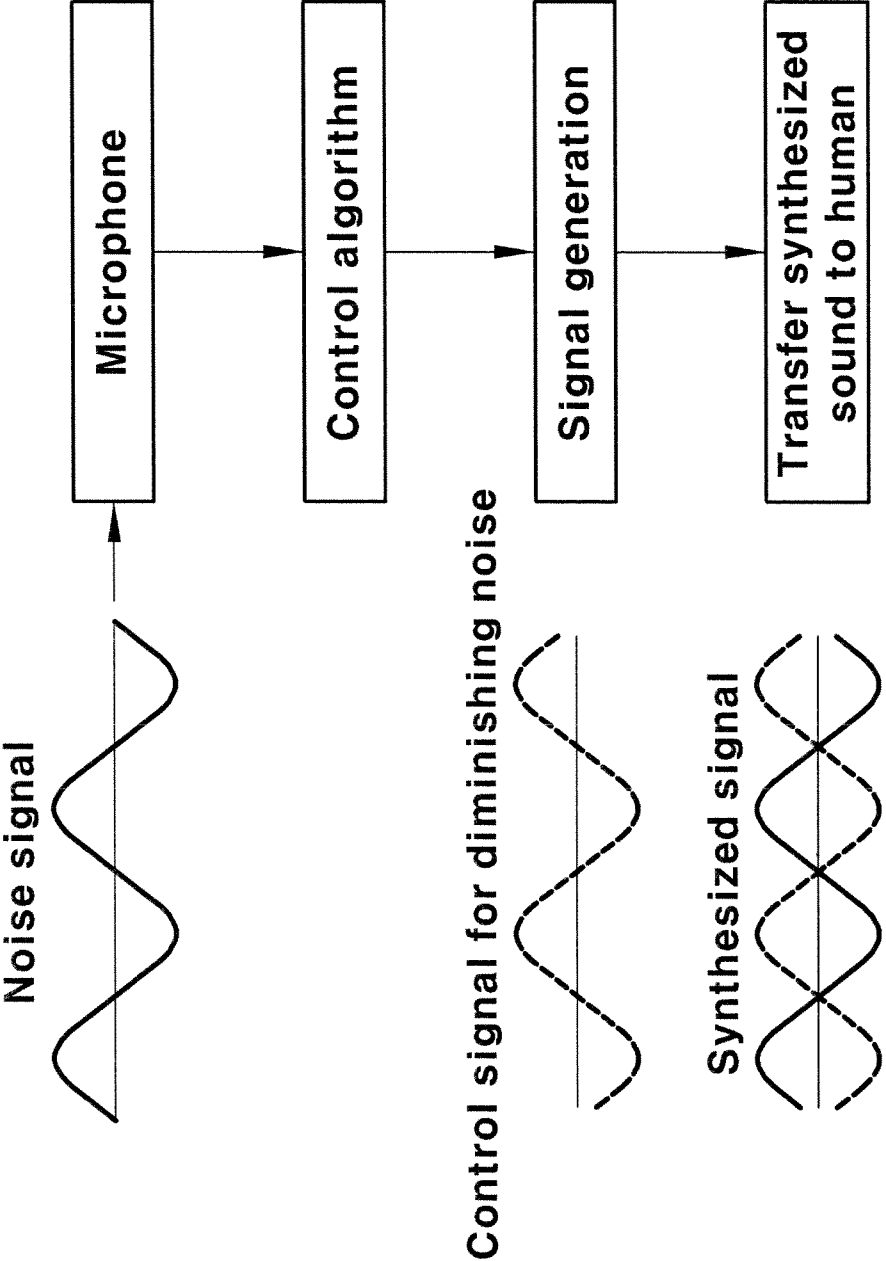 Noise signal
Microphone
Control algorithm
Control signal for diminishing noise
Signal generation
Synthesized signal
Transfer synthesized
sound to human